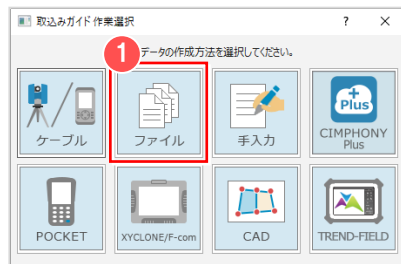 取込みガイド 作業選択 ? ×
1 データの作成方法を選択してください。
ケーブル
ファイル
手入力
Plus
CIMPHONY
Plus
POCKET
XYCLONE/F-com
CAD
TREND-FIELD